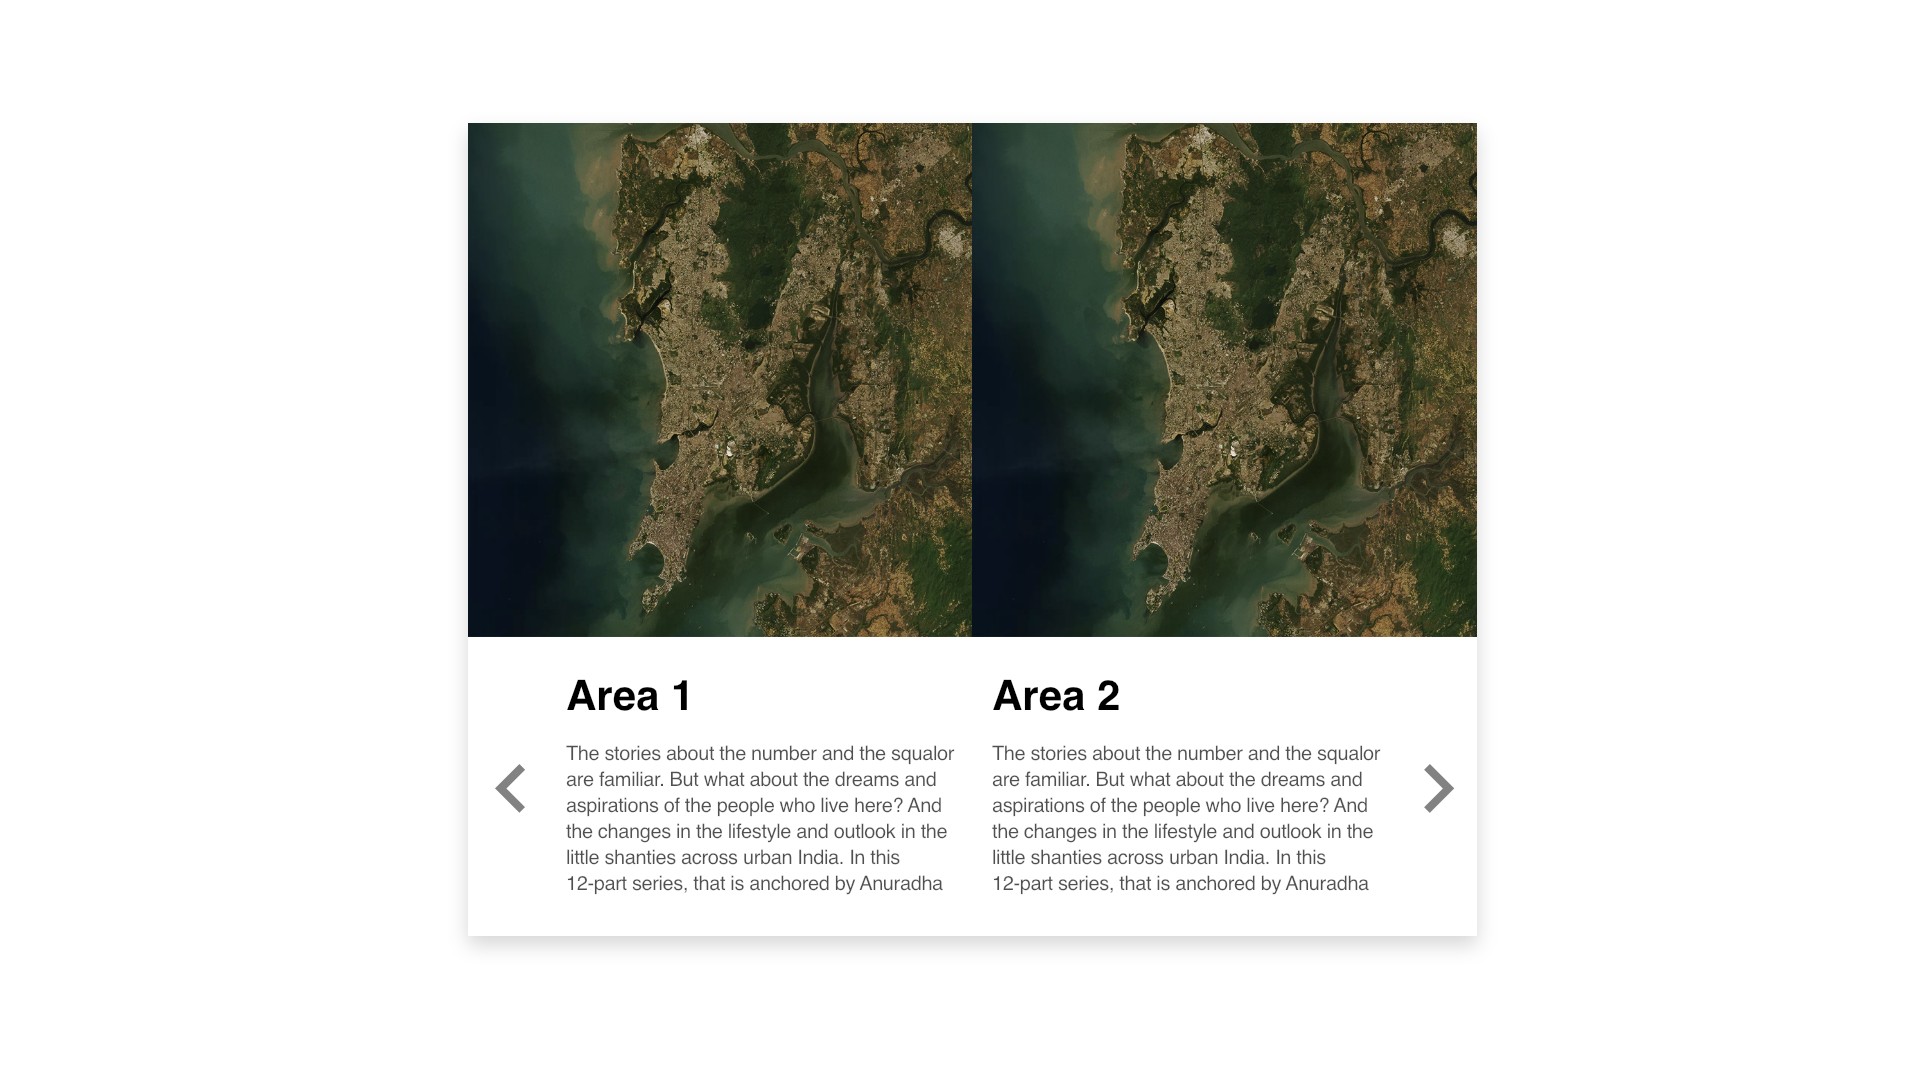 Area 1
The stories about the number and the squalor
are familiar. But what about the dreams and
aspirations of the people who live here? And
the changes in the lifestyle and outlook in the
little shanties across urban India. In this
12-part series, that is anchored by Anuradha
Area 2
The stories about the number and the squalor
are familiar. But what about the dreams and
aspirations of the people who live here? And
the changes in the lifestyle and outlook in the
little shanties across urban India. In this
12-part series, that is anchored by Anuradha